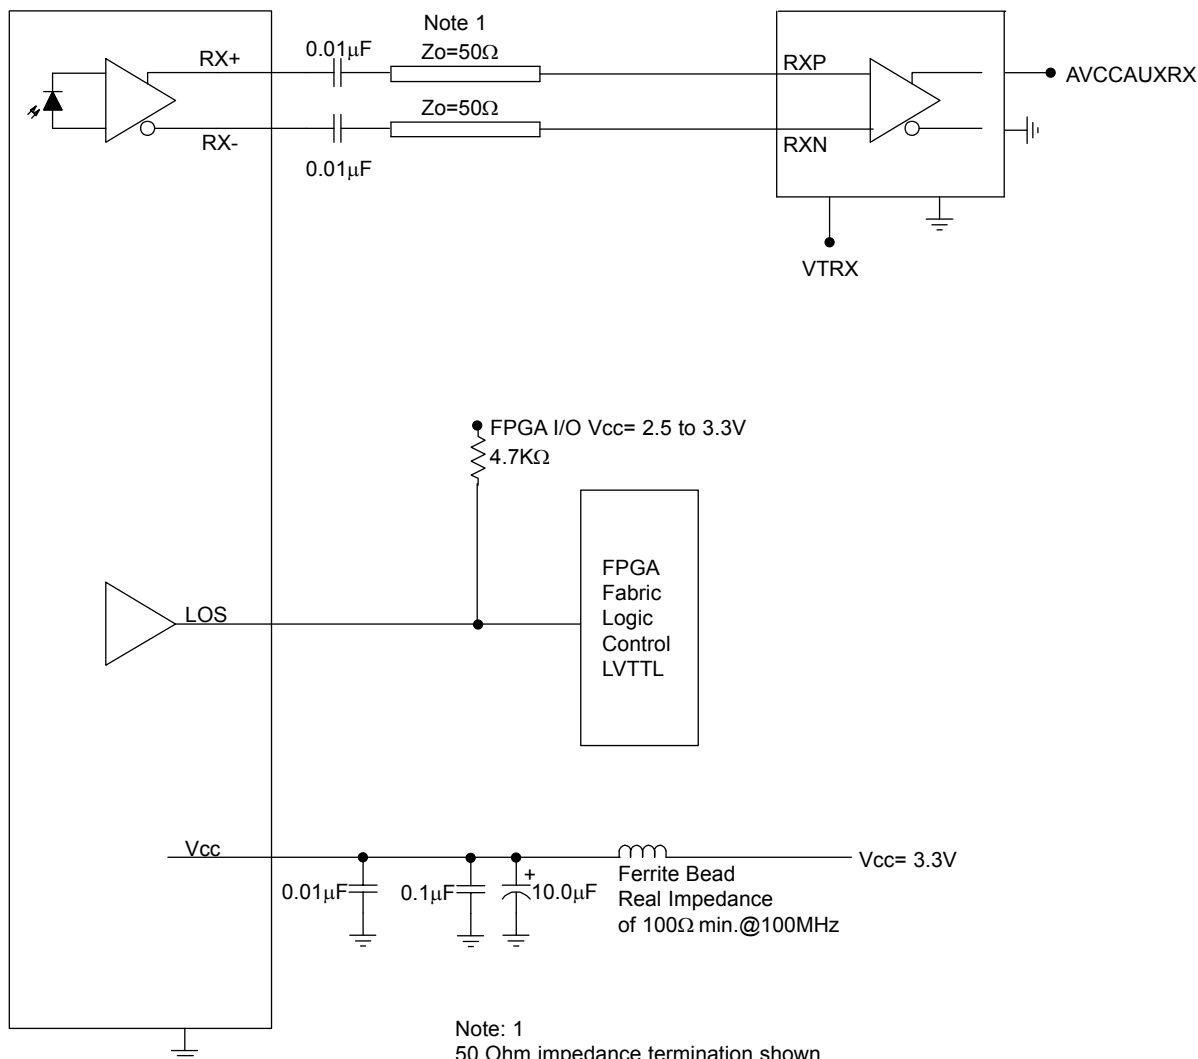 Note 1
0.01μF
Zo=50Ω
RX+
RXP
AVCCAUXRX
Zo=50Ω
RX-
RXN
0.01μF
VTRX
FPGA I/O Vcc= 2.5 to 3.3V
4.7KΩ
FPGA
Fabric
Logic
Control
LVTTL
LOS
Vcc
Vcc= 3.3V
0.01μF
0.1μF
+
10.0μF
Ferrite Bead
Real Impedance
of 100Ω min.@100MHz
Note: 1
50 Ohm impedance termination shown